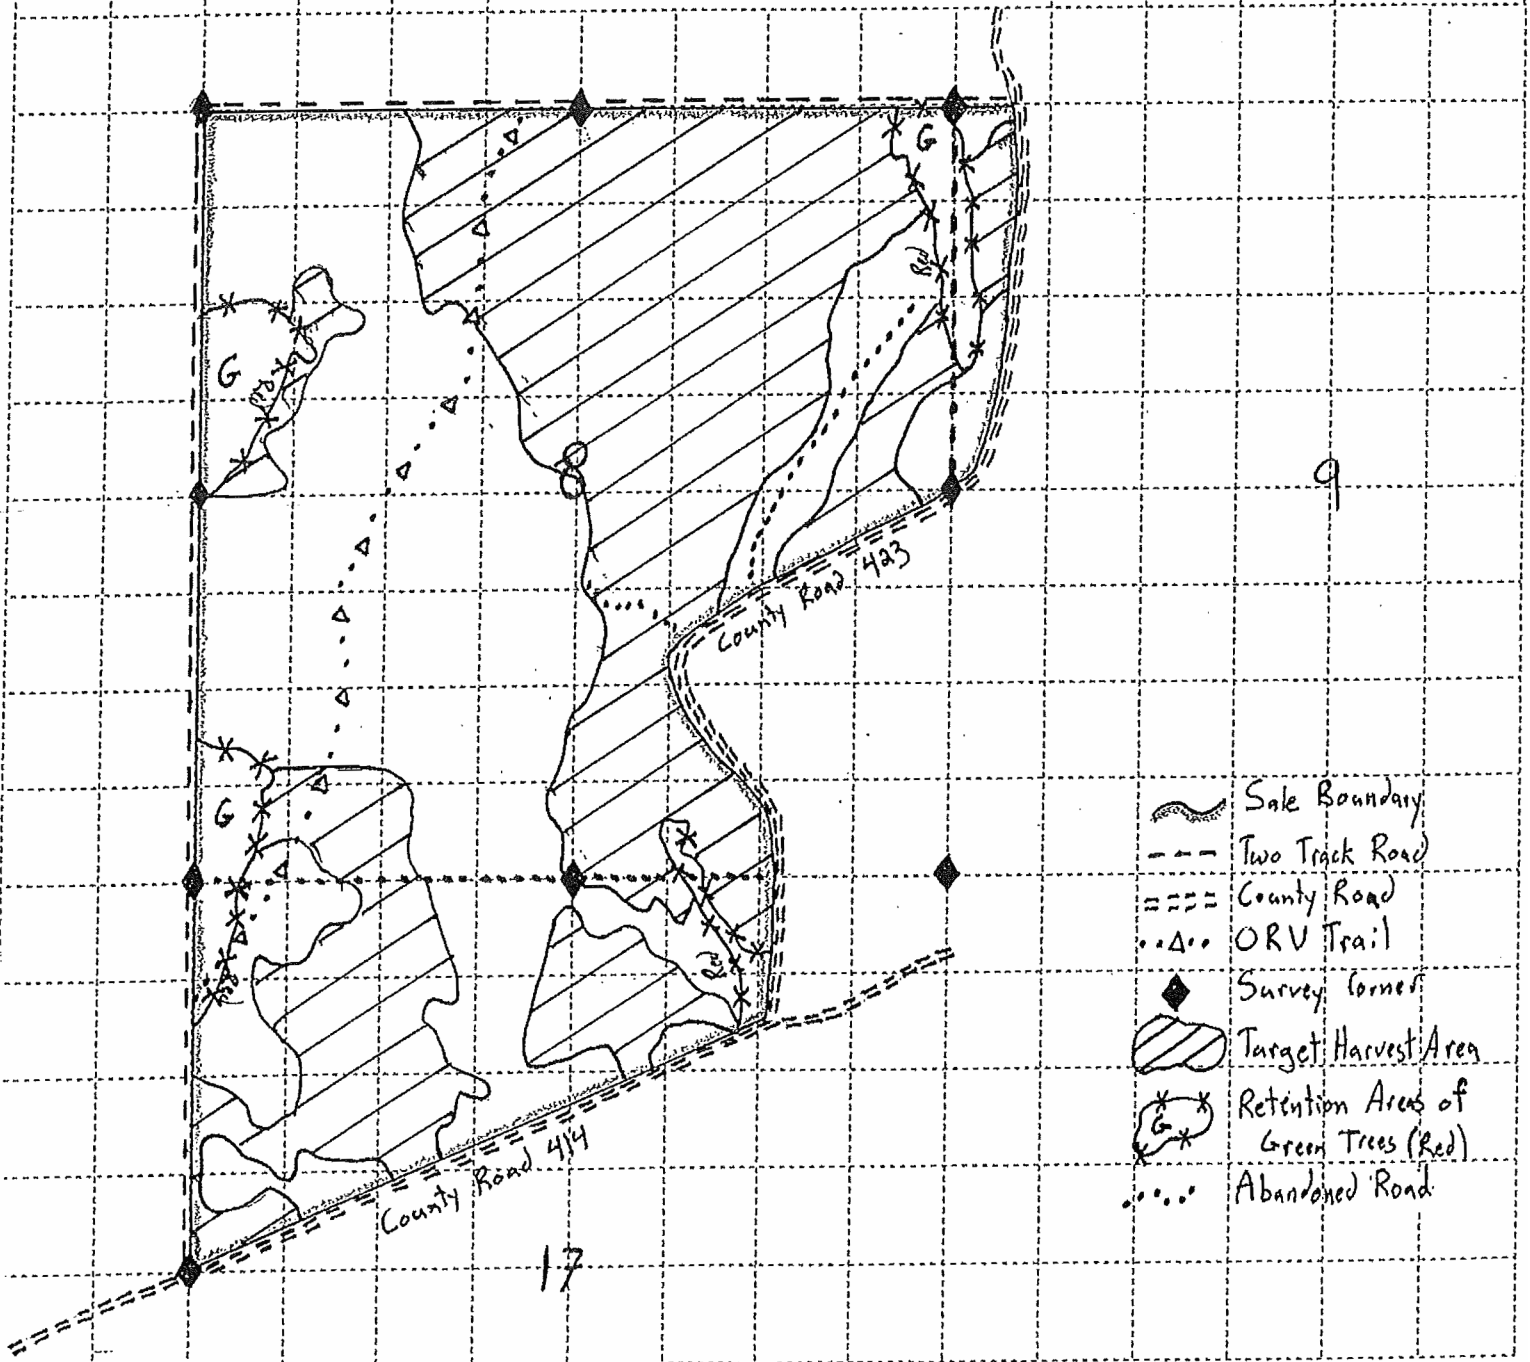 G
Red
G
Red
9
County Road 423
G
Red
Red
County Road 414
17
Sale Boundary
Two Track Road
County Road
ORV Trail
Survey Corner
Target Harvest Area
G
Retention Areas of
Green Trees (Red)
Abandoned Road